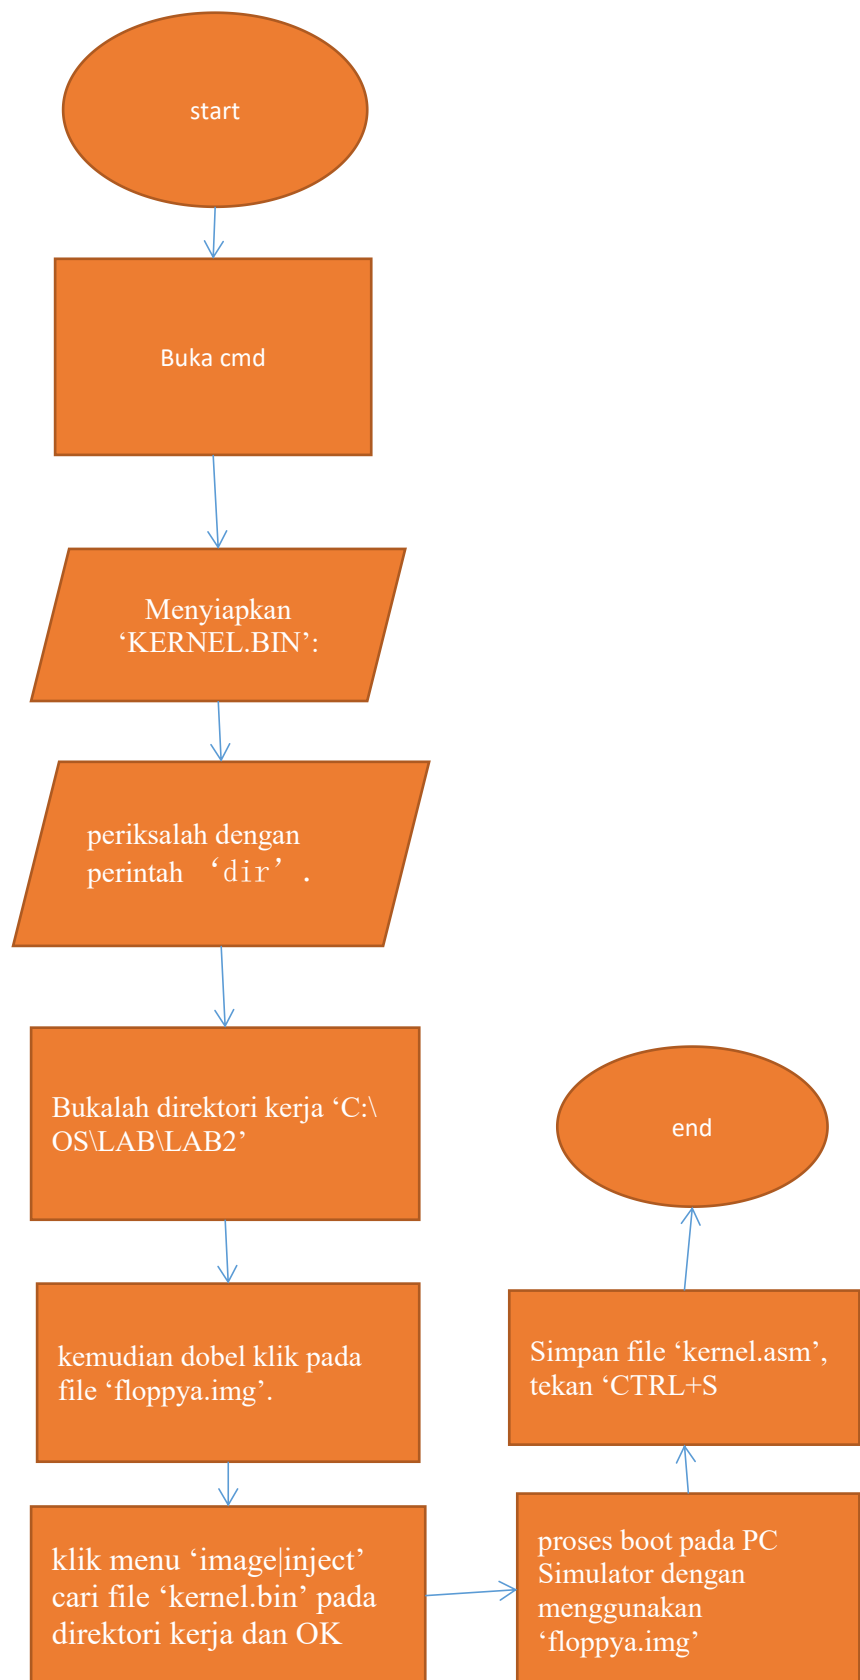 start
Buka cmd
Menyiapkan
‘KERNEL.BIN’:
periksalah dengan
perintah ‘dir’.
Bukalah direktori kerja ‘C:\
OS\LAB\LAB2’
kemudian dobel klik pada
file ‘floppya.img’.
klik menu ‘image|inject’
cari file ‘kernel.bin’ pada
direktori kerja dan OK
proses boot pada PC
Simulator dengan
menggunakan
‘floppya.img’
Simpan file ‘kernel.asm’,
tekan ‘CTRL+S
end